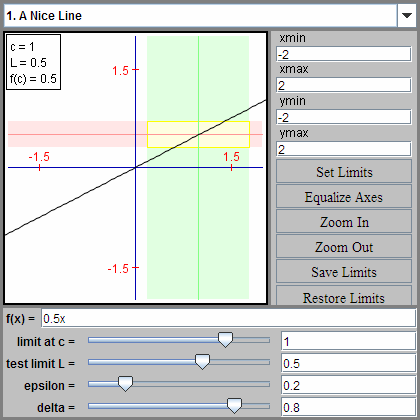 1. A Nice Line
c = 1
L = 0.5
f(c) = 0.5
1.5
-1.5
1.5
-1.5
xmin
-2
xmax
2
ymin
-2
ymax
2
Set Limits
Equalize Axes
Zoom In
Zoom Out
Save Limits
Restore Limits
f(x) = 0.5x
limit at c = 1
test limit L = 0.5
epsilon = 0.2
delta = 0.8